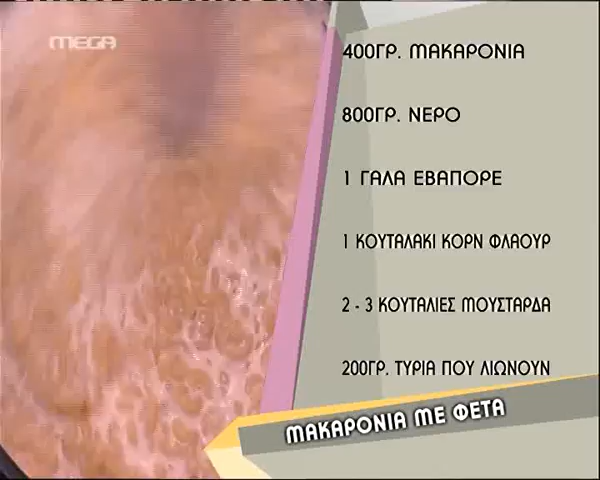 MEGA
400ΓΡ. ΜΑΚΑΡΟΝΙΑ
800ΓΡ. ΝΕΡΟ
1 ΓΑΛΑ ΕΒΑΠΟΡΕ
1 ΚΟΥΤΑΛΑΚΙ ΚΟΡΝ ΦΛΑΟΥΡ
2 - 3 ΚΟΥΤΑΛΙΕΣ ΜΟΥΣΤΑΡΔΑ
200ΓΡ. ΤΥΡΙΑ ΠΟΥ ΛΙΩΝΟΥΝ
ΜΑΚΑΡΟΝΙΑ ΜΕ ΦΕΤΑ